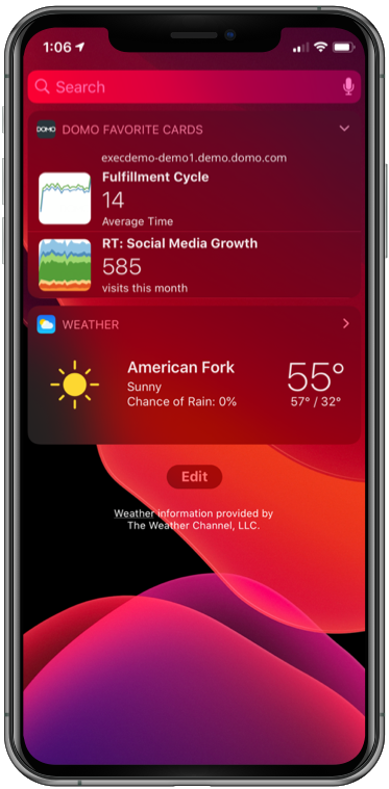 1:06
Search
DOMO DOMO FAVORITE CARDS
execdemo-demo1.demo.domo.com
Fulfillment Cycle
14
Average Time
RT: Social Media Growth
585
visits this month
WEATHER
American Fork
Sunny
Chance of Rain: 0%
55°
57° / 32°
Edit
Weather information provided by
The Weather Channel, LLC.